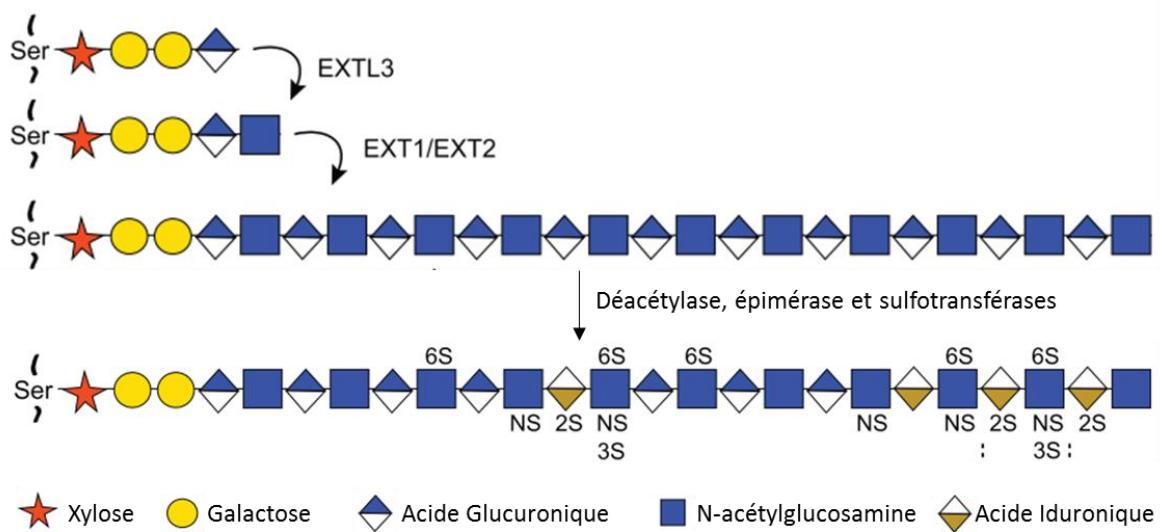 Ser
EXTL3
Ser
EXT1/EXT2
Ser
Déacétylase, épimérase et sulfotransférases
6S 6S 6S 6S 6S
Ser
NS 2S NS NS NS 2S NS 2S
3S 3S
Xylose Galactose Acide Glucuronique N-acétylglucosamine Acide Iduronique